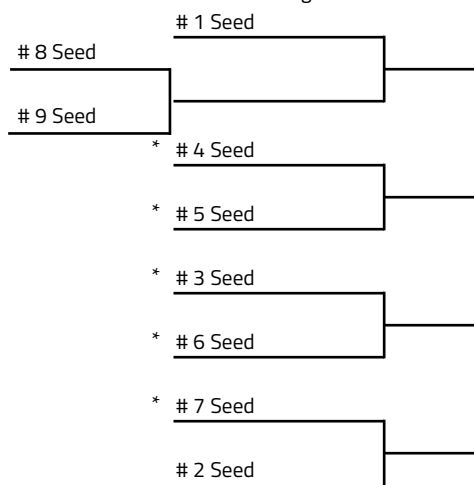 # 1 Seed
# 8 Seed
# 9 Seed
* # 4 Seed
* # 5 Seed
* # 3 Seed
* # 6 Seed
* # 7 Seed
# 2 Seed